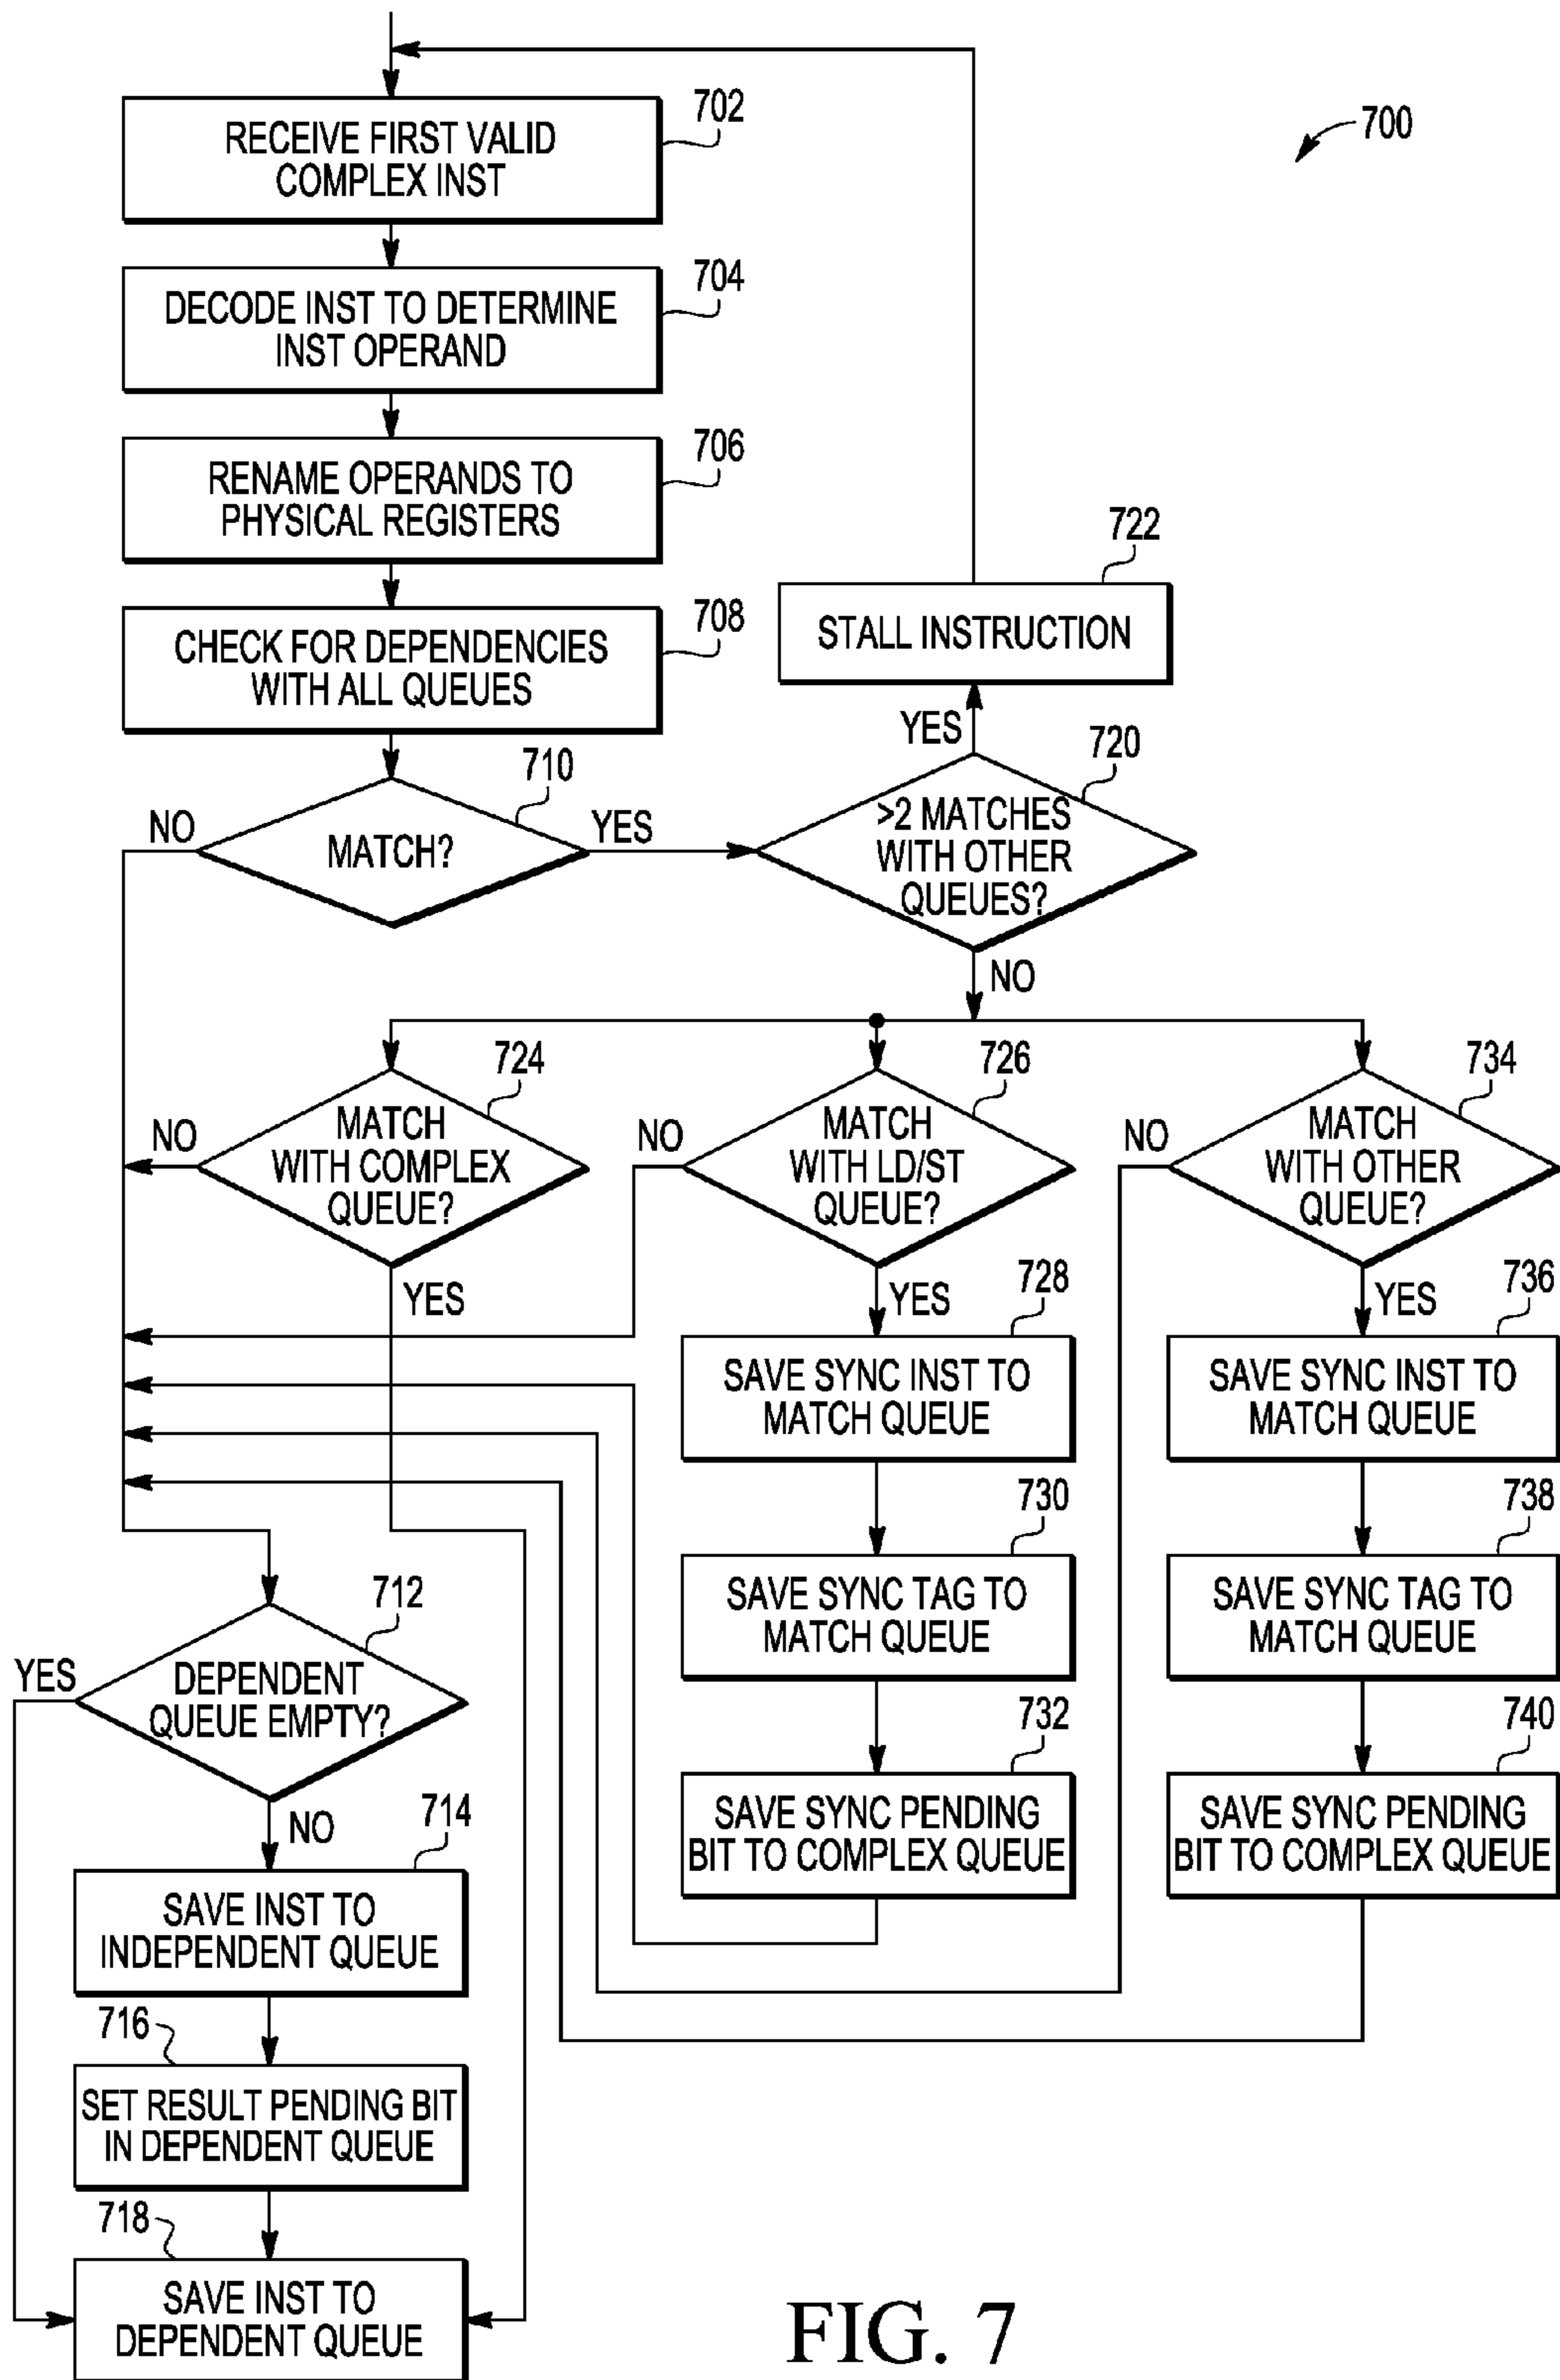 700
702
RECEIVE FIRST VALID
COMPLEX INST
704
DECODE INST TO DETERMINE
INST OPERAND
706
RENAME OPERANDS TO
PHYSICAL REGISTERS
708
CHECK FOR DEPENDENCIES
WITH ALL QUEUES
722
STALL INSTRUCTION
YES
710
NO
MATCH?
YES
720
>2 MATCHES
WITH OTHER
QUEUES?
NO
724
NO
MATCH
WITH COMPLEX
QUEUE?
YES
726
NO
MATCH
WITH LD/ST
QUEUE?
YES
734
NO
MATCH
WITH OTHER
QUEUE?
YES
728
SAVE SYNC INST TO
MATCH QUEUE
736
SAVE SYNC INST TO
MATCH QUEUE
730
SAVE SYNC TAG TO
MATCH QUEUE
738
SAVE SYNC TAG TO
MATCH QUEUE
732
SAVE SYNC PENDING
BIT TO COMPLEX QUEUE
740
SAVE SYNC PENDING
BIT TO COMPLEX QUEUE
712
YES
DEPENDENT
QUEUE EMPTY?
NO
714
SAVE INST TO
INDEPENDENT QUEUE
716
SET RESULT PENDING BIT
IN DEPENDENT QUEUE
718
SAVE INST TO
DEPENDENT QUEUE
FIG. 7